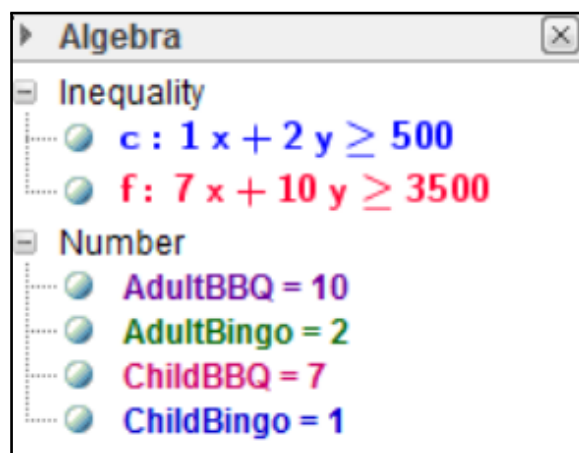 Algebra
Inequality
c : 1 x + 2 y ≥ 500
f : 7 x + 10 y ≥ 3500
Number
AdultBBQ = 10
AdultBingo = 2
ChildBBQ = 7
ChildBingo = 1